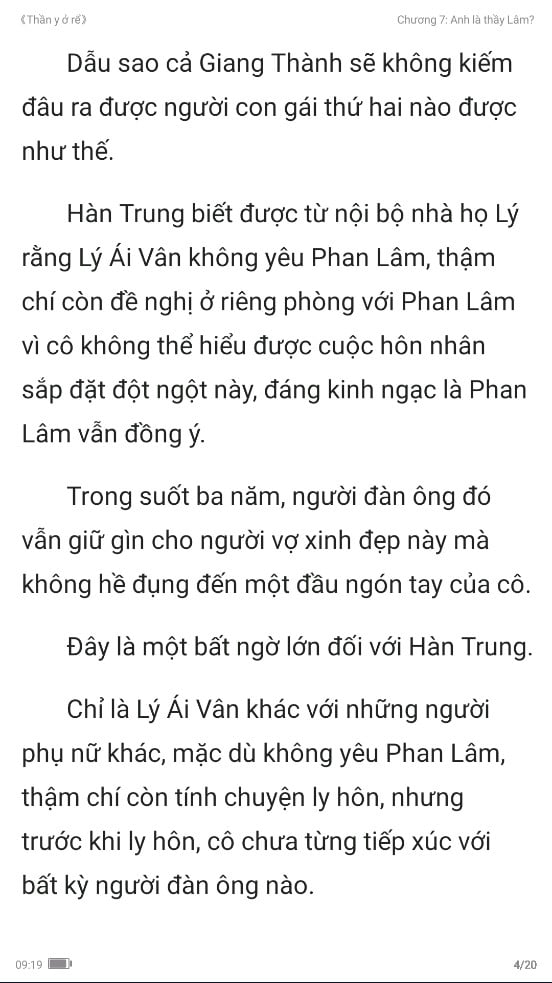 《Thần y ở rể》
Chương 7: Anh là thầy Lâm?
Dẫu sao cả Giang Thành sẽ không kiếm
đâu ra được người con gái thứ hai nào được
như thế.
Hàn Trung biết được từ nội bộ nhà họ Lý
rằng Lý Ái Vân không yêu Phan Lâm, thậm
chí còn đề nghị ở riêng phòng với Phan Lâm
vì cô không thể hiểu được cuộc hôn nhân
sắp đặt đột ngột này, đáng kinh ngạc là Phan
Lâm vẫn đồng ý.
Trong suốt ba năm, người đàn ông đó
vẫn giữ gìn cho người vợ xinh đẹp này mà
không hề đụng đến một đầu ngón tay của cô.
Đây là một bất ngờ lớn đối với Hàn Trung.
Chỉ là Lý Ái Vân khác với những người
phụ nữ khác, mặc dù không yêu Phan Lâm,
thậm chí còn tính chuyện ly hôn, nhưng
trước khi ly hôn, cô chưa từng tiếp xúc với
bất kỳ người đàn ông nào.
09:19
4/20